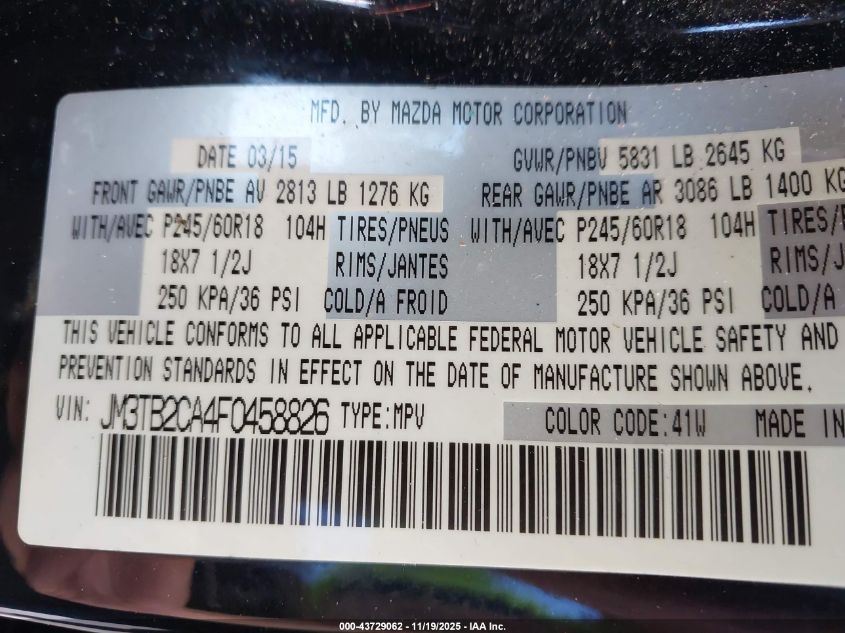 MFD. BY MAZDA MOTOR CORPORATION
DATE 03/15 GVWR/PNBV 5831 LB 2645 KG
FRONT GAWR/PNBE AV 2813 LB 1276 KG REAR GAWR/PNBE AR 3086 LB 1400 KG
WITH/AVEC P245/60R18 104H TIRES/PNEUS WITH/AVEC P245/60R18 104H TIRES/
18X7 1/2J RIMS/JANTES 18X7 1/2J RIMS/J
250 KPA/36 PSI COLD/A FROID 250 KPA/36 PSI COLD/A
THIS VEHICLE CONFORMS TO ALL APPLICABLE FEDERAL MOTOR VEHICLE SAFETY AND
PREVENTION STANDARDS IN EFFECT ON THE DATE OF MANUFACTURE SHOWN ABOVE.
VIN: JM3TB2CA4F0458826 TYPE:MPV COLOR CODE:41W MADE IN
000-43729062 - 11/19/2025 - IAA Inc.